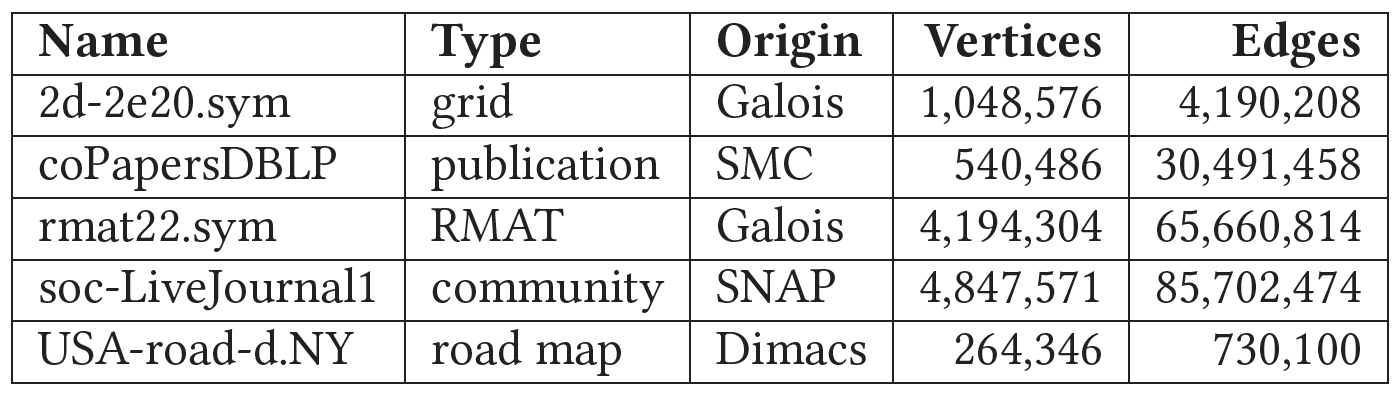 Name Type Origin Vertices Edges
2d-2e20.sym grid Galois 1,048,576 4,190,208
coPapersDBLP publication SMC 540,486 30,491,458
rmat22.sym RMAT Galois 4,194,304 65,660,814
soc-LiveJournal1 community SNAP 4,847,571 85,702,474
USA-road-d.NY road map Dimacs 264,346 730,100